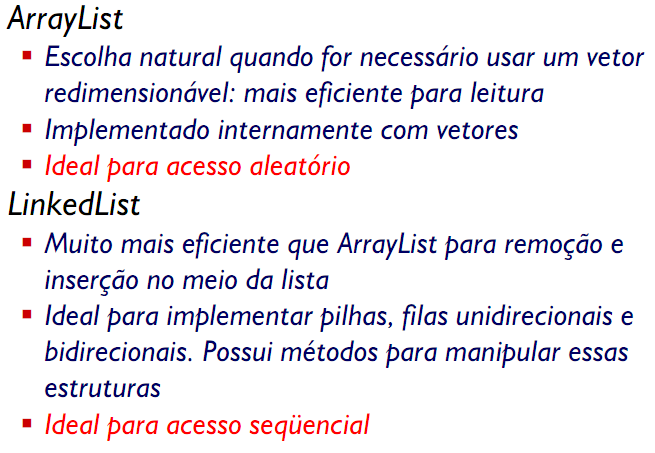 ArrayList
▪ Escolha natural quando for necessário usar um vetor
redimensionável: mais eficiente para leitura
▪ Implementado internamente com vetores
▪ Ideal para acesso aleatório
LinkedList
▪ Muito mais eficiente que ArrayList para remoção e
inserção no meio da lista
▪ Ideal para implementar pilhas, filas unidirecionais e
bidirecionais. Possui métodos para manipular essas
estruturas
▪ Ideal para acesso seqüencial